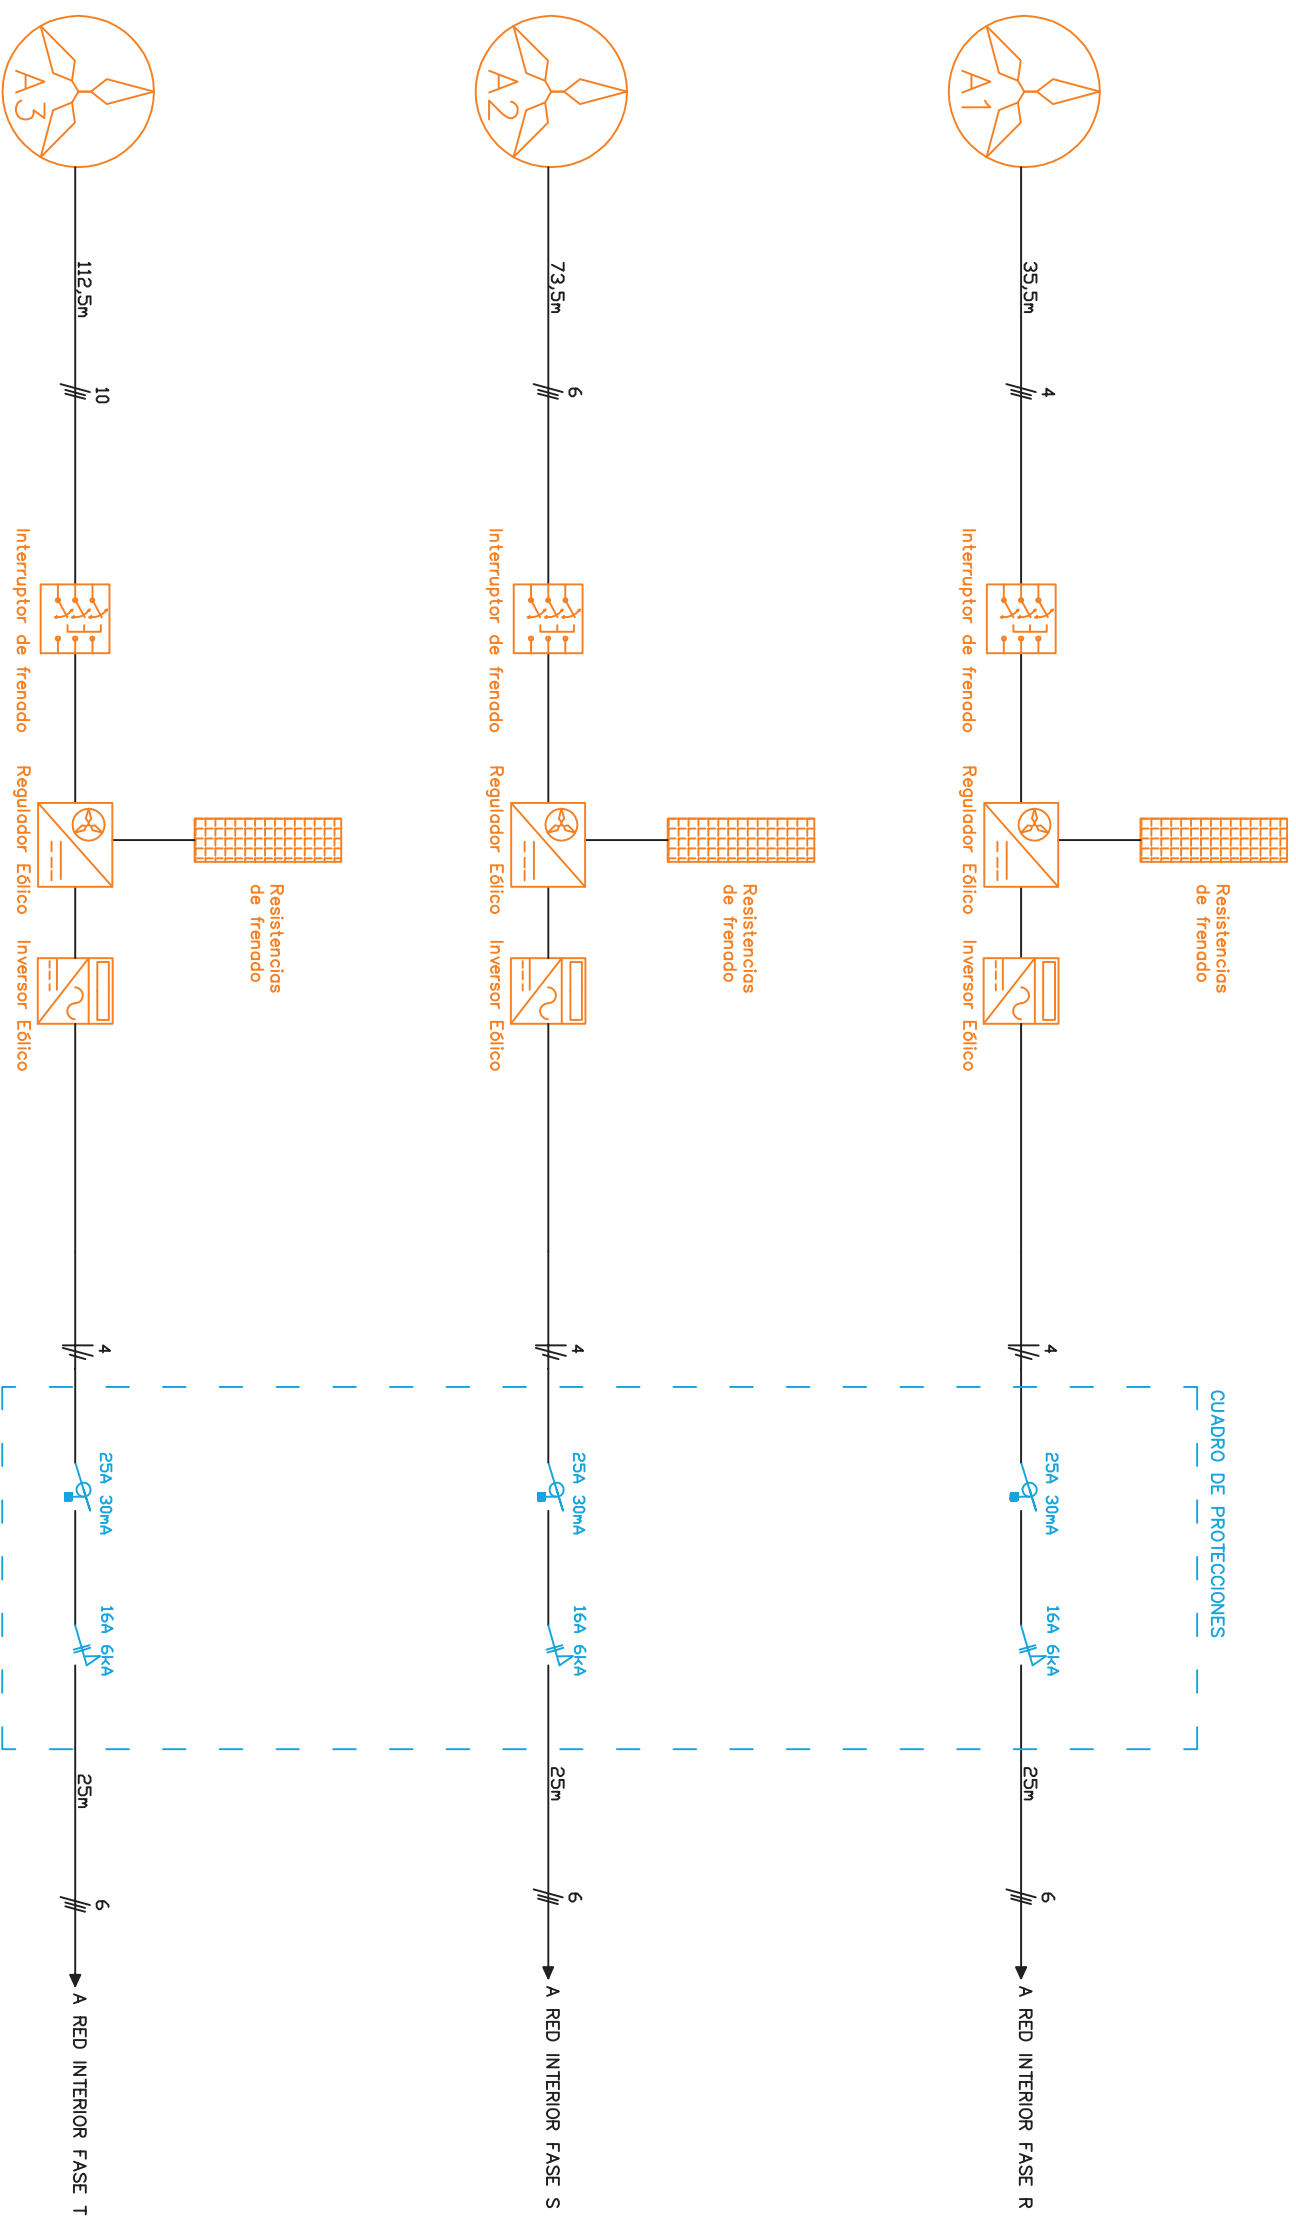 A1
35,5m
4
Interruptor de frenado
Regulador Eólico
Resistencias
de frenado
Inversor Eólico
4
CUADRO DE PROTECCIONES
25A 30mA
16A 6kA
25m
6
A RED INTERIOR FASE R
A2
73,5m
6
Interruptor de frenado
Regulador Eólico
Resistencias
de frenado
Inversor Eólico
4
25A 30mA
16A 6kA
25m
6
A RED INTERIOR FASE S
A3
112,5m
10
Interruptor de frenado
Regulador Eólico
Resistencias
de frenado
Inversor Eólico
4
25A 30mA
16A 6kA
25m
6
A RED INTERIOR FASE T